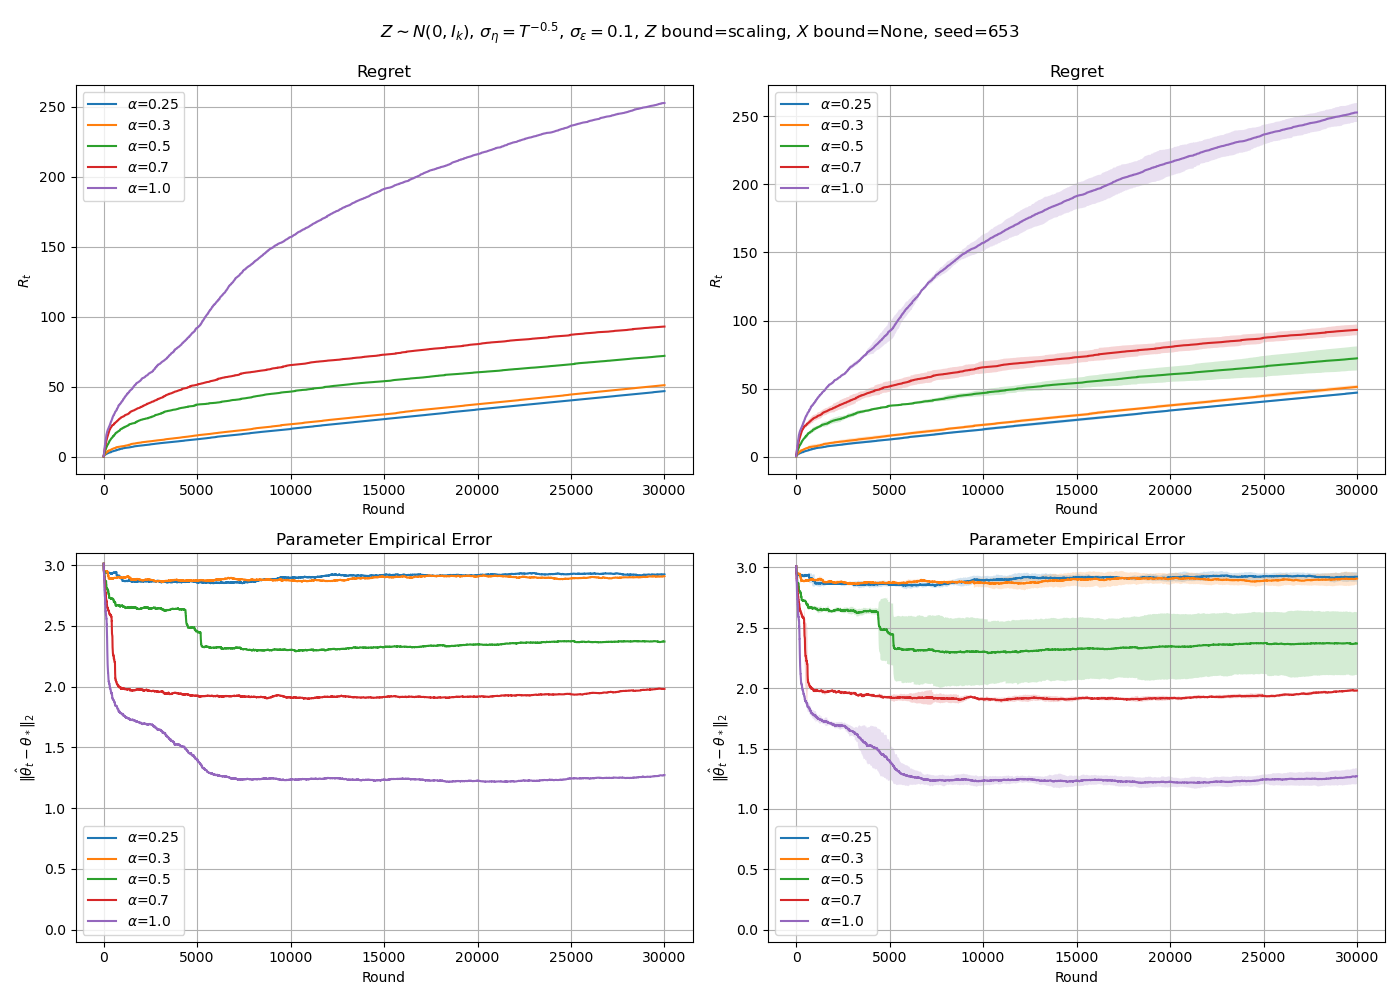 Z ∼ N(0, I_k), σ_η = T^{−0.5}, σ_ε = 0.1, Z bound=scaling, X bound=None, seed=653
Regret
R_t
250
200
150
100
50
0
α=0.25
α=0.3
α=0.5
α=0.7
α=1.0
0 5000 10000 15000 20000 25000 30000
Round
Regret
R_t
250
200
150
100
50
0
α=0.25
α=0.3
α=0.5
α=0.7
α=1.0
0 5000 10000 15000 20000 25000 30000
Round
Parameter Empirical Error
‖θ̂_t − θ_*‖_2
3.0
2.5
2.0
1.5
1.0
0.5
0.0
α=0.25
α=0.3
α=0.5
α=0.7
α=1.0
0 5000 10000 15000 20000 25000 30000
Round
Parameter Empirical Error
‖θ̂_t − θ_*‖_2
3.0
2.5
2.0
1.5
1.0
0.5
0.0
α=0.25
α=0.3
α=0.5
α=0.7
α=1.0
0 5000 10000 15000 20000 25000 30000
Round